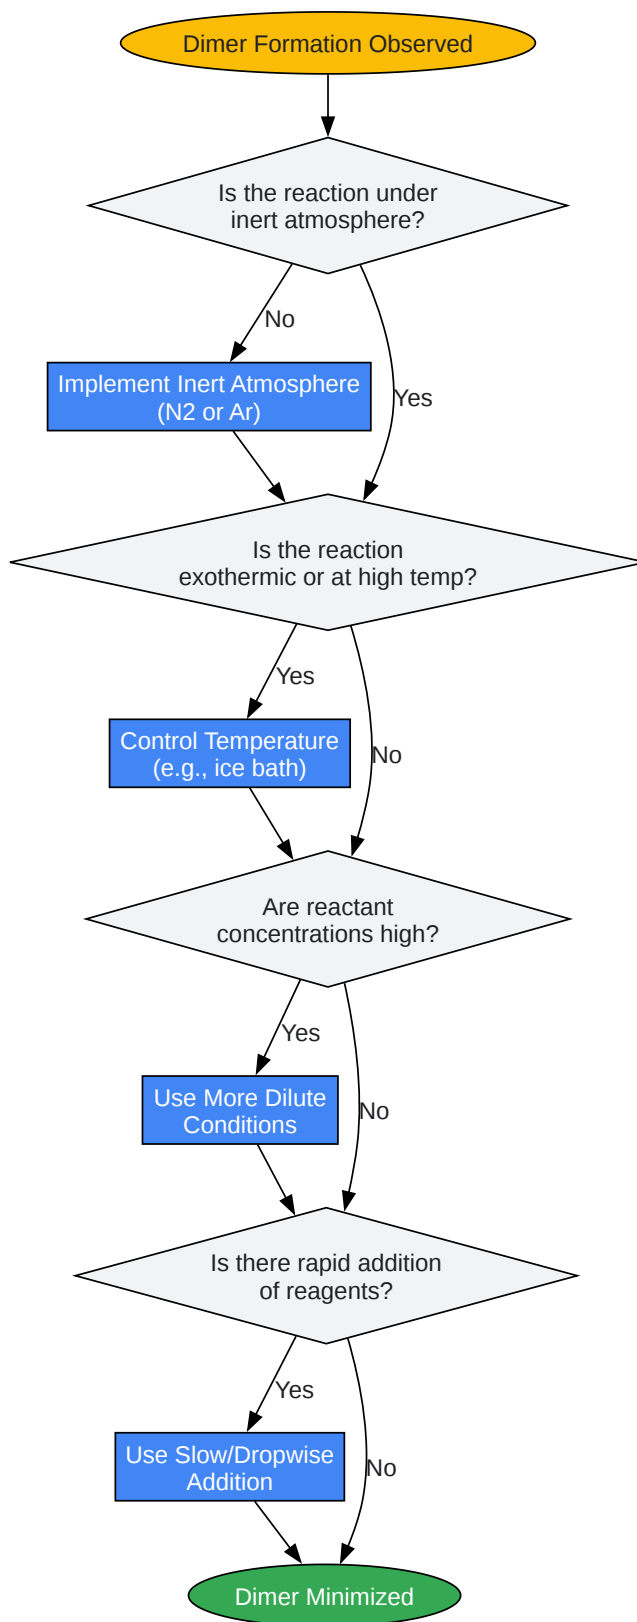 Dimer Formation Observed
Is the reaction under
inert atmosphere?
No
Implement Inert Atmosphere
(N2 or Ar)
Yes
Is the reaction
exothermic or at high temp?
Yes
Control Temperature
(e.g., ice bath)
No
Are reactant
concentrations high?
Yes
Use More Dilute
Conditions
No
Is there rapid addition
of reagents?
Yes
Use Slow/Dropwise
Addition
No
Dimer Minimized